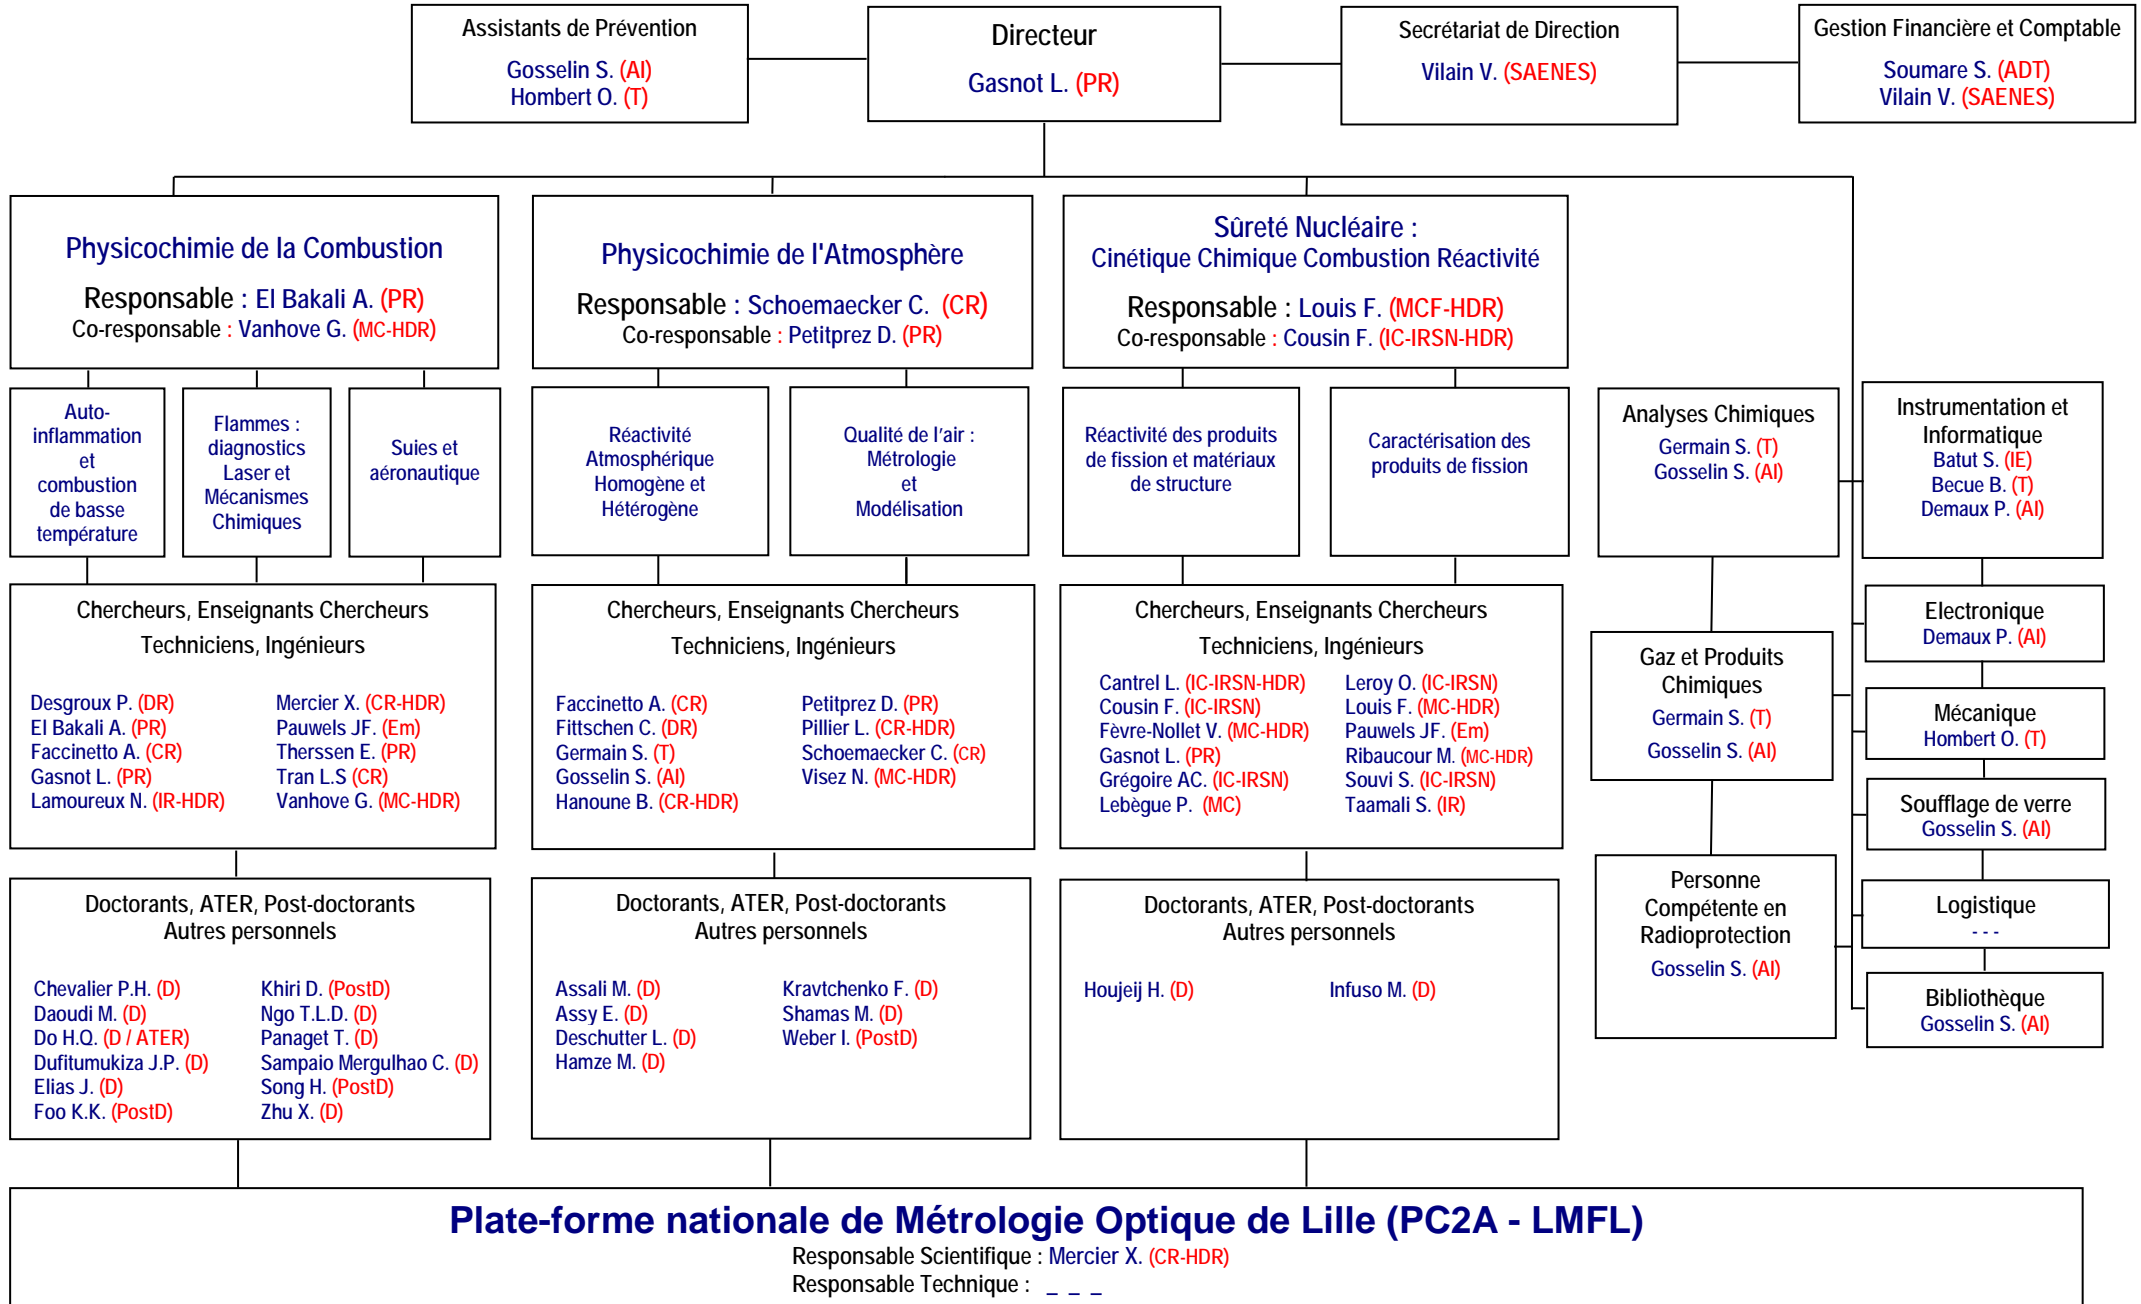 Assistants de Prévention
Gosselin S. (AI)
Hombert O. (T)
Directeur
Gasnot L. (PR)
Secrétariat de Direction
Vilain V. (SAENES)
Gestion Financière et Comptable
Soumare S. (ADT)
Vilain V. (SAENES)
Physicochimie de la Combustion
Responsable : El Bakali A. (PR)
Co-responsable : Vanhove G. (MC-HDR)
Physicochimie de l'Atmosphère
Responsable : Schoemaecker C. (CR)
Co-responsable : Petitprez D. (PR)
Sûreté Nucléaire :
Cinétique Chimique Combustion Réactivité
Responsable : Louis F. (MCF-HDR)
Co-responsable : Cousin F. (IC-IRSN-HDR)
Auto-
inflammation
et
combustion
de basse
température
Flammes :
diagnostics
Laser et
Mécanismes
Chimiques
Suies et
aéronautique
Réactivité
Atmosphérique
Homogène et
Hétérogène
Qualité de l’air :
Métrologie
et
Modélisation
Réactivité des produits
de fission et matériaux
de structure
Caractérisation des
produits de fission
Analyses Chimiques
Germain S. (T)
Gosselin S. (AI)
Instrumentation et
Informatique
Batut S. (IE)
Becue B. (T)
Demaux P. (AI)
Chercheurs, Enseignants Chercheurs
Techniciens, Ingénieurs
Desgroux P. (DR)
El Bakali A. (PR)
Faccinetto A. (CR)
Gasnot L. (PR)
Lamoureux N. (IR-HDR)
Mercier X. (CR-HDR)
Pauwels JF. (Em)
Therssen E. (PR)
Tran L.S (CR)
Vanhove G. (MC-HDR)
Chercheurs, Enseignants Chercheurs
Techniciens, Ingénieurs
Faccinetto A. (CR)
Fittschen C. (DR)
Germain S. (T)
Gosselin S. (AI)
Hanoune B. (CR-HDR)
Petitprez D. (PR)
Pillier L. (CR-HDR)
Schoemaecker C. (CR)
Visez N. (MC-HDR)
Chercheurs, Enseignants Chercheurs
Techniciens, Ingénieurs
Cantrel L. (IC-IRSN-HDR)
Cousin F. (IC-IRSN)
Fèvre-Nollet V. (MC-HDR)
Gasnot L. (PR)
Grégoire AC. (IC-IRSN)
Lebègue P. (MC)
Leroy O. (IC-IRSN)
Louis F. (MC-HDR)
Pauwels JF. (Em)
Ribaucour M. (MC-HDR)
Souvi S. (IC-IRSN)
Taamali S. (IR)
Gaz et Produits
Chimiques
Germain S. (T)
Gosselin S. (AI)
Electronique
Demaux P. (AI)
Mécanique
Hombert O. (T)
Soufflage de verre
Gosselin S. (AI)
Doctorants, ATER, Post-doctorants
Autres personnels
Chevalier P.H. (D)
Daoudi M. (D)
Do H.Q. (D / ATER)
Dufitumukiza J.P. (D)
Elias J. (D)
Foo K.K. (PostD)
Khiri D. (PostD)
Ngo T.L.D. (D)
Panaget T. (D)
Sampaio Mergulhao C. (D)
Song H. (PostD)
Zhu X. (D)
Doctorants, ATER, Post-doctorants
Autres personnels
Assali M. (D)
Assy E. (D)
Deschutter L. (D)
Hamze M. (D)
Kravtchenko F. (D)
Shamas M. (D)
Weber I. (PostD)
Doctorants, ATER, Post-doctorants
Autres personnels
Houjeij H. (D)
Infuso M. (D)
Personne
Compétente en
Radioprotection
Gosselin S. (AI)
Logistique
- - -
Bibliothèque
Gosselin S. (AI)
Plate-forme nationale de Métrologie Optique de Lille (PC2A - LMFL)
Responsable Scientifique : Mercier X. (CR-HDR)
Responsable Technique : _ _ _